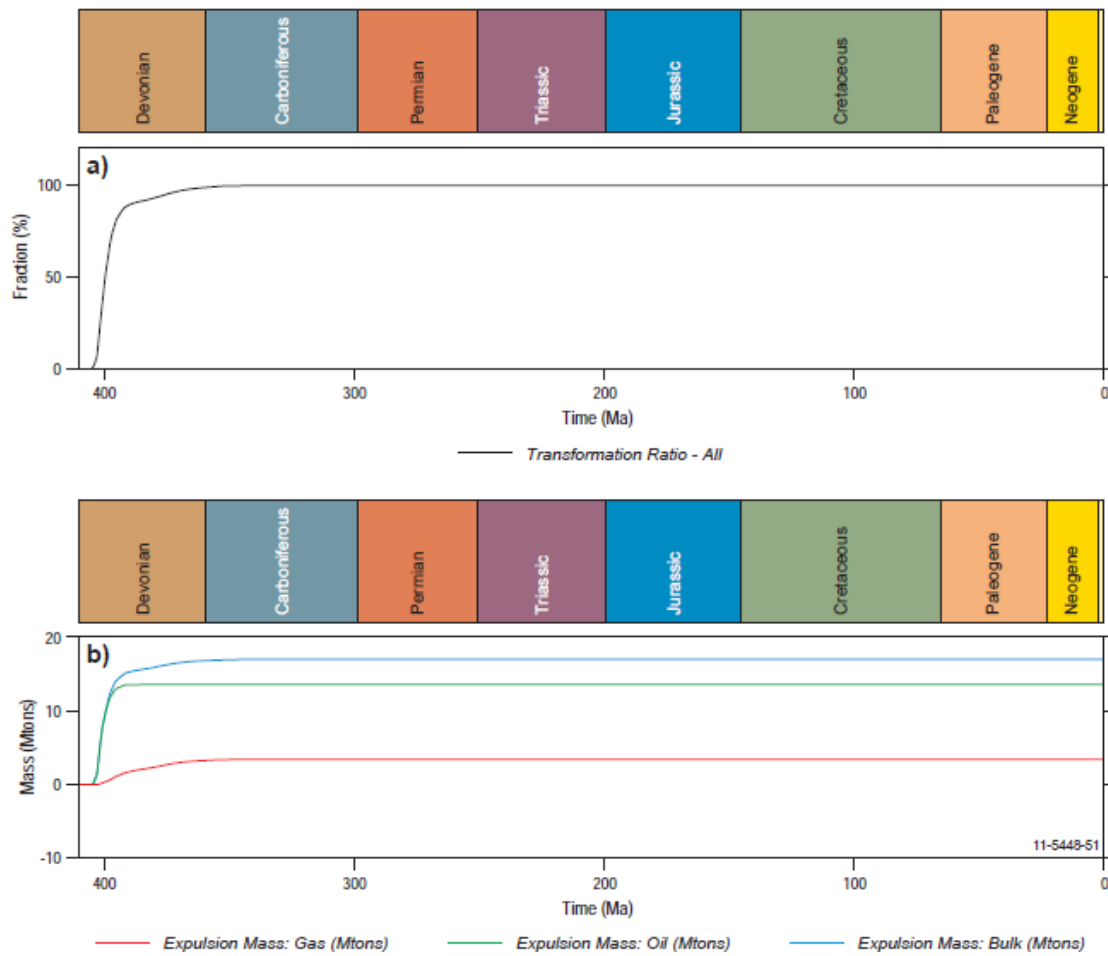 Devonian
Carboniferous
Permian
Triassic
Jurassic
Cretaceous
Paleogene
Neogene
a)
100
50
0
Fraction (%)
400
300
200
100
0
Time (Ma)
Transformation Ratio - All
Devonian
Carboniferous
Permian
Triassic
Jurassic
Cretaceous
Paleogene
Neogene
b)
20
10
0
-10
Mass (Mtons)
11-5448-51
400
300
200
100
0
Time (Ma)
Expulsion Mass: Gas (Mtons)
Expulsion Mass: Oil (Mtons)
Expulsion Mass: Bulk (Mtons)